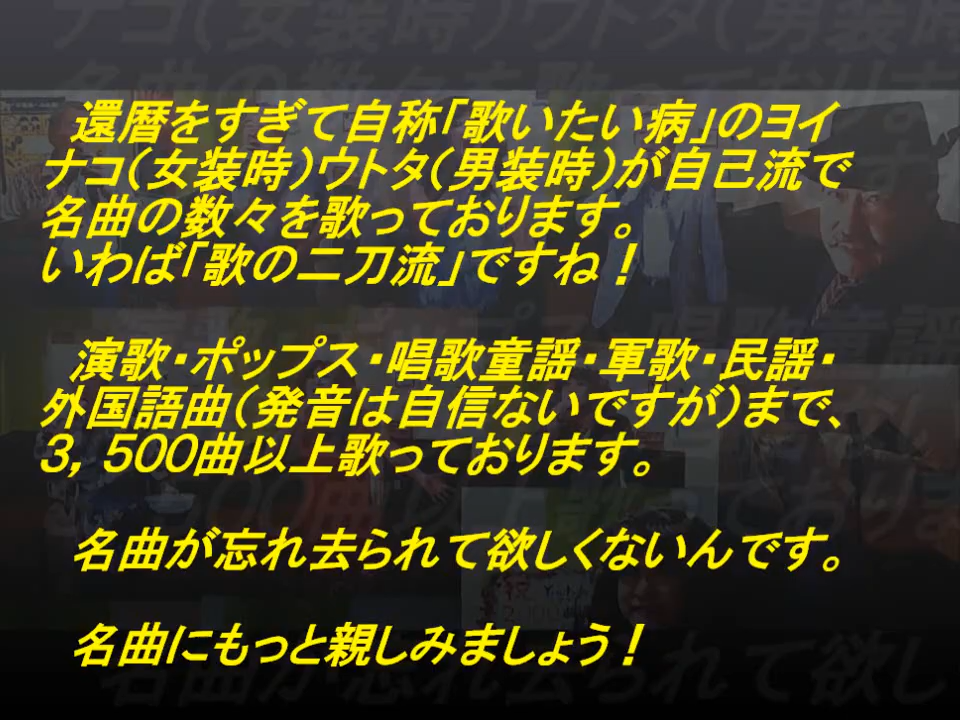 還暦をすぎて自称「歌いたい病」のヨイ
ナコ(女装時)ウトタ(男装時)が自己流で
名曲の数々を歌っております。
いわば「歌の二刀流」ですね！
演歌・ポップス・唱歌童謡・軍歌・民謡・
外国語曲(発音は自信ないですが)まで、
３，５００曲以上歌っております。
名曲が忘れ去られて欲しくないんです。
名曲にもっと親しみましょう！